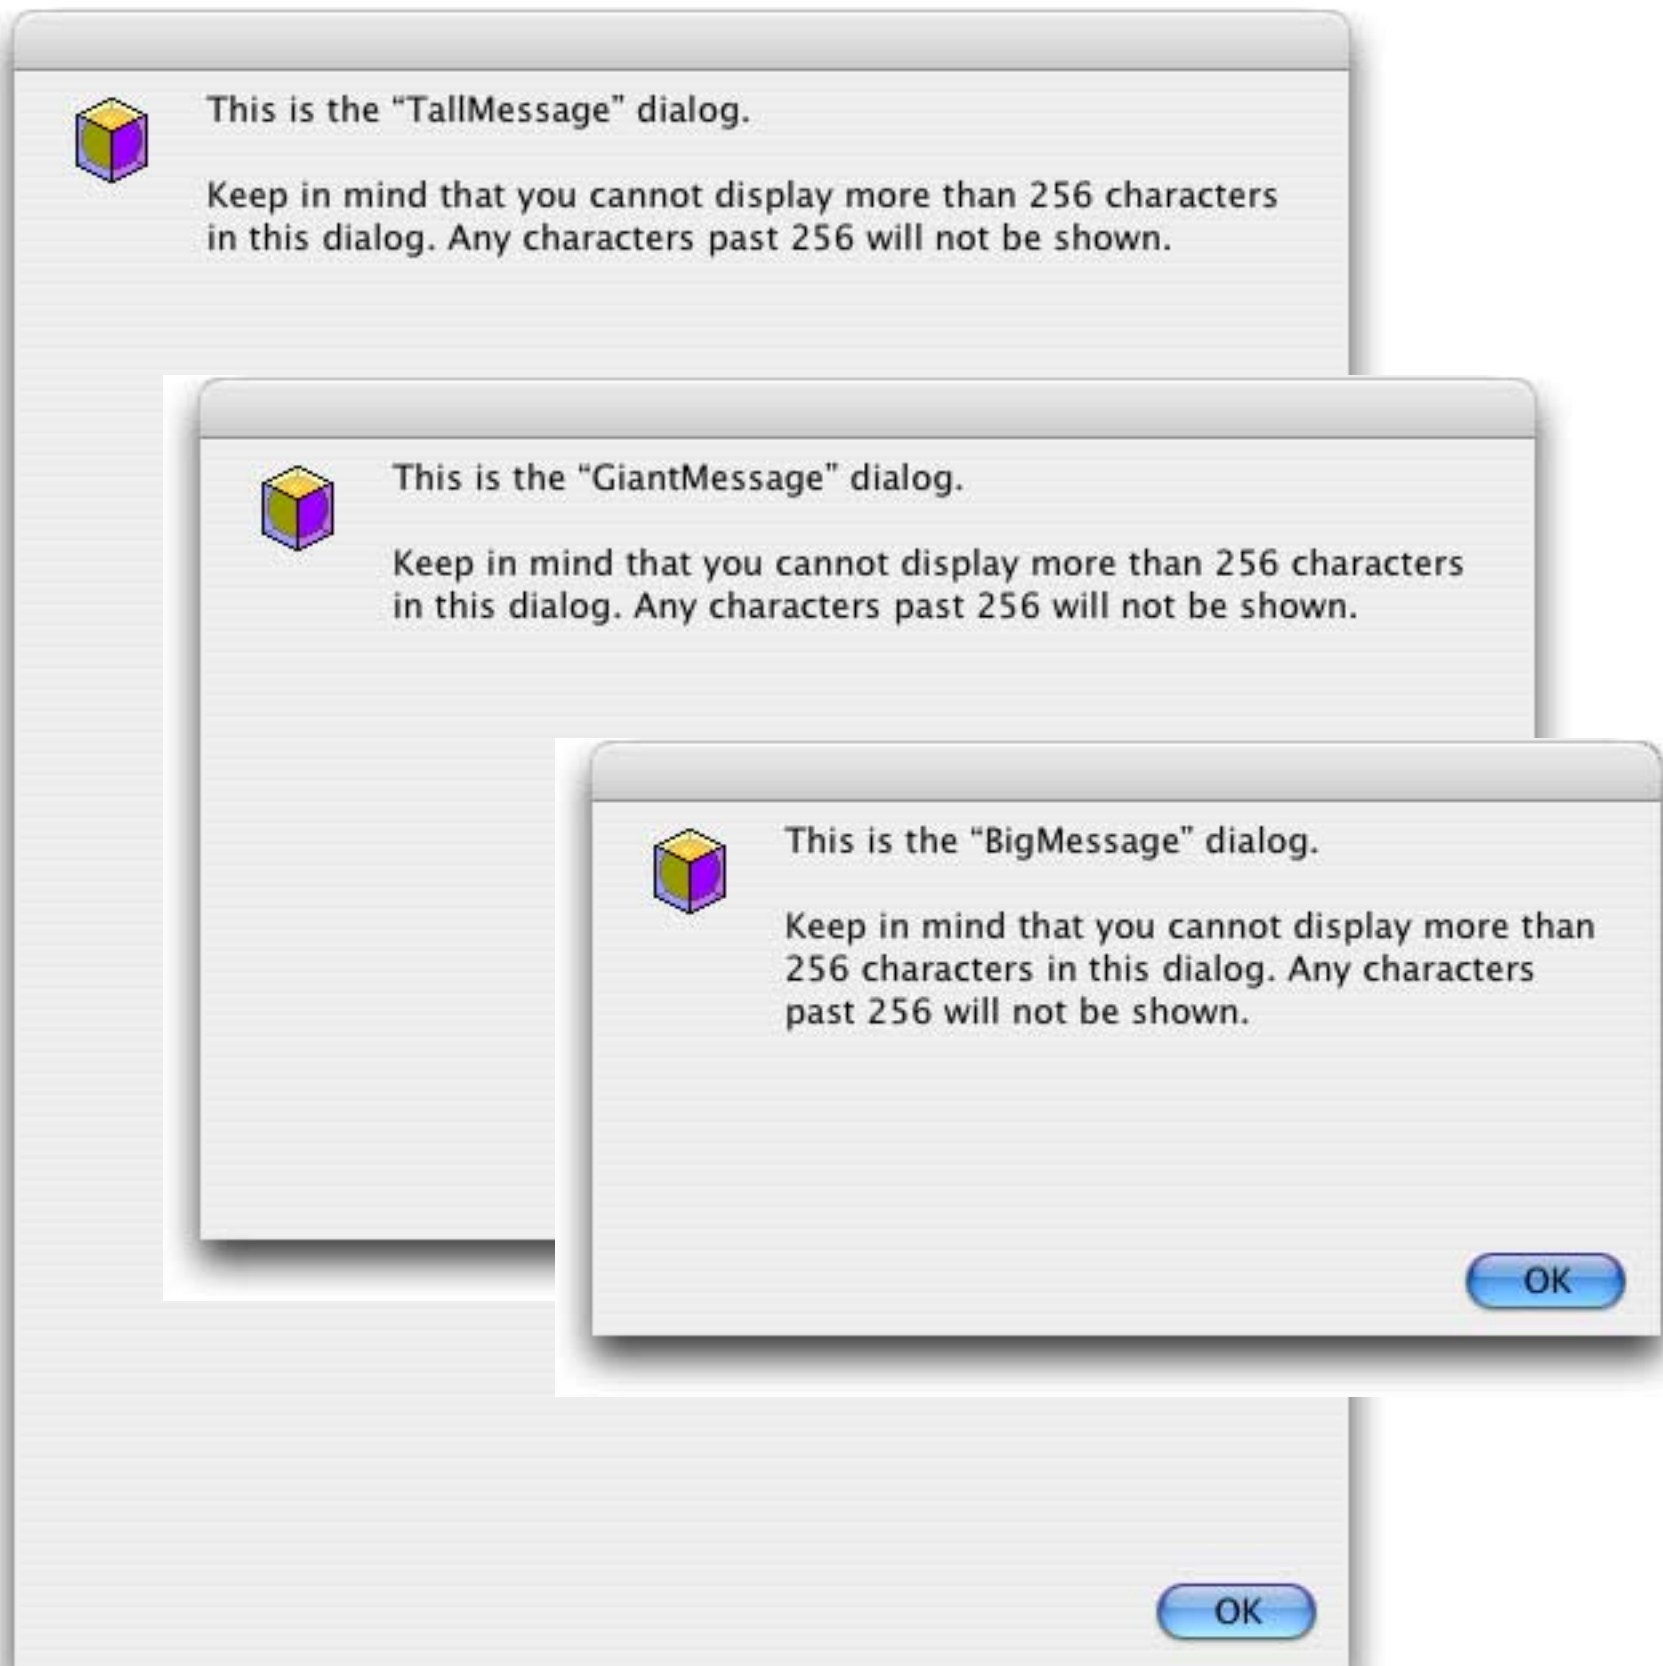 This is the “TallMessage” dialog.
Keep in mind that you cannot display more than 256 characters
in this dialog. Any characters past 256 will not be shown.
This is the “GiantMessage” dialog.
Keep in mind that you cannot display more than 256 characters
in this dialog. Any characters past 256 will not be shown.
This is the “BigMessage” dialog.
Keep in mind that you cannot display more than
256 characters in this dialog. Any characters
past 256 will not be shown.
OK
OK